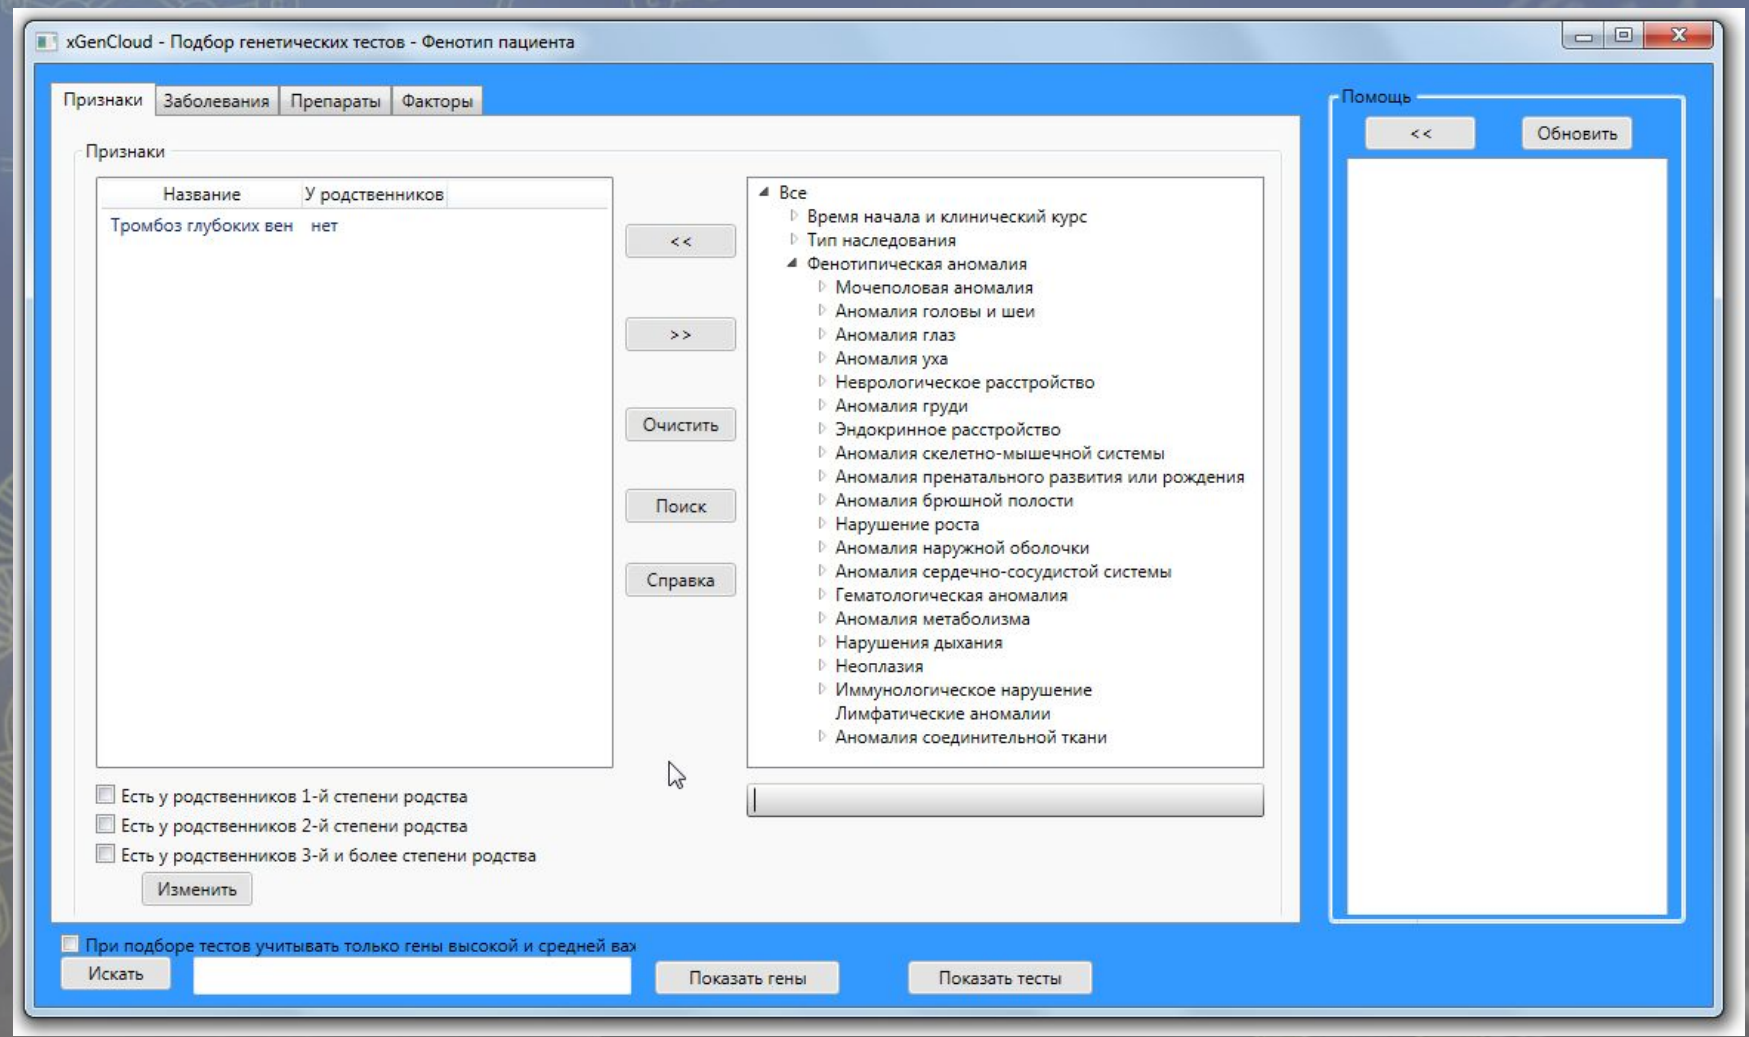 xGenCloud - Подбор генетических тестов - Фенотип пациента
Признаки Заболевания Препараты Факторы
Признаки
Название У родственников
Тромбоз глубоких вен нет
<<
>>
Очистить
Поиск
Справка
Все
Время начала и клинический курс
Тип наследования
Фенотипическая аномалия
Мочеполовая аномалия
Аномалия головы и шеи
Аномалия глаз
Аномалия уха
Неврологическое расстройство
Аномалия груди
Эндокринное расстройство
Аномалия скелетно-мышечной системы
Аномалия пренатального развития или рождения
Аномалия брюшной полости
Нарушение роста
Аномалия наружной оболочки
Аномалия сердечно-сосудистой системы
Гематологическая аномалия
Аномалия метаболизма
Нарушения дыхания
Неоплазия
Иммунологическое нарушение
Лимфатические аномалии
Аномалия соединительной ткани
Есть у родственников 1-й степени родства
Есть у родственников 2-й степени родства
Есть у родственников 3-й и более степени родства
Изменить
При подборе тестов учитывать только гены высокой и средней важ
Искать Показать гены Показать тесты
Помощь
<< Обновить